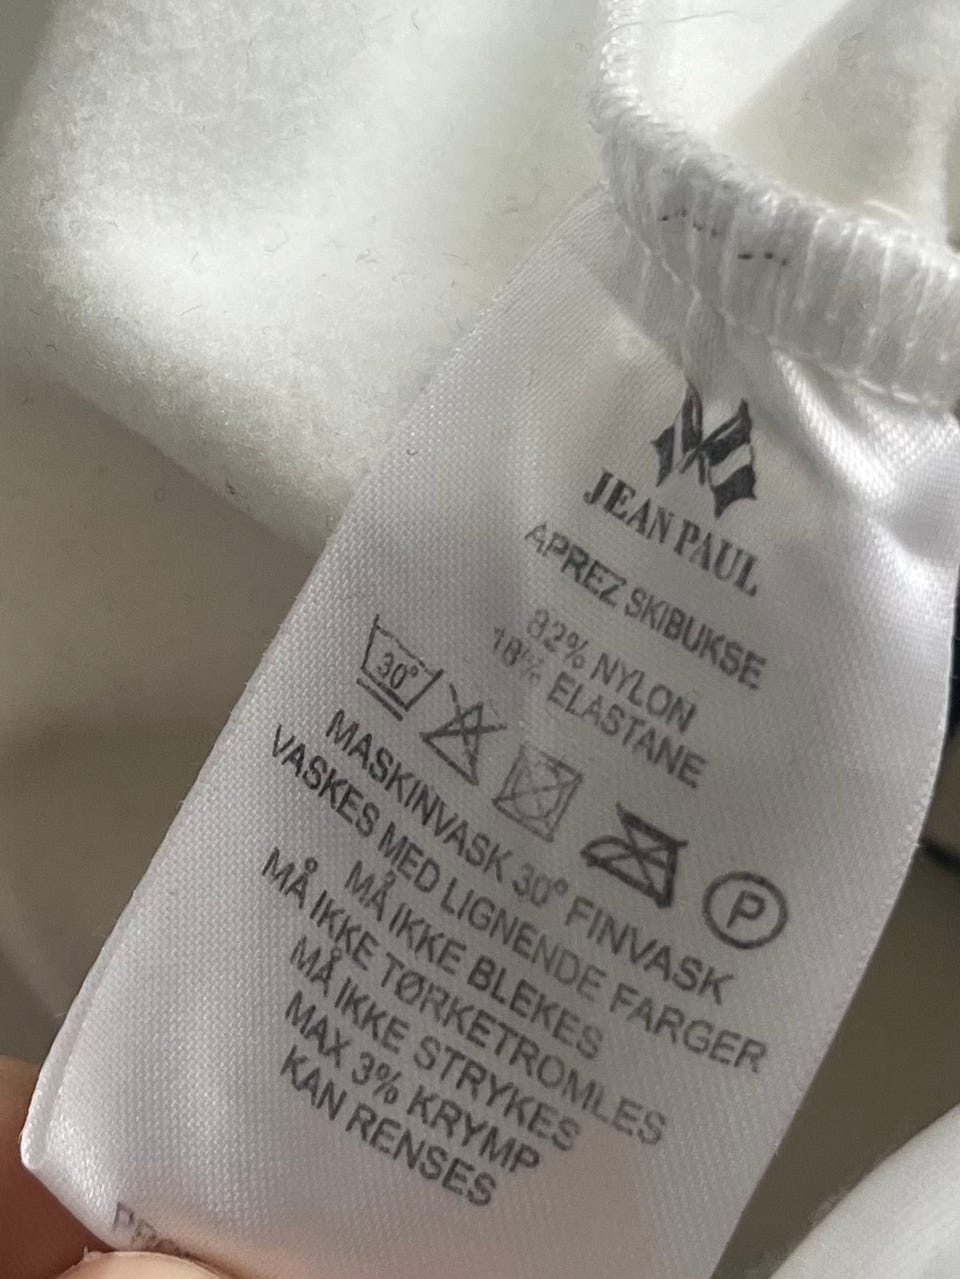 JEAN PAUL
APREZ SKIBUKSE
82% NYLON
18% ELASTANE
30°
P
MASKINVASK 30° FINVASK
VASKES MED LIGNENDE FARGER
MÅ IKKE BLEKES
MÅ IKKE TØRKETROMLES
MÅ IKKE STRYKES
MAX 3% KRYMP
KAN RENSES